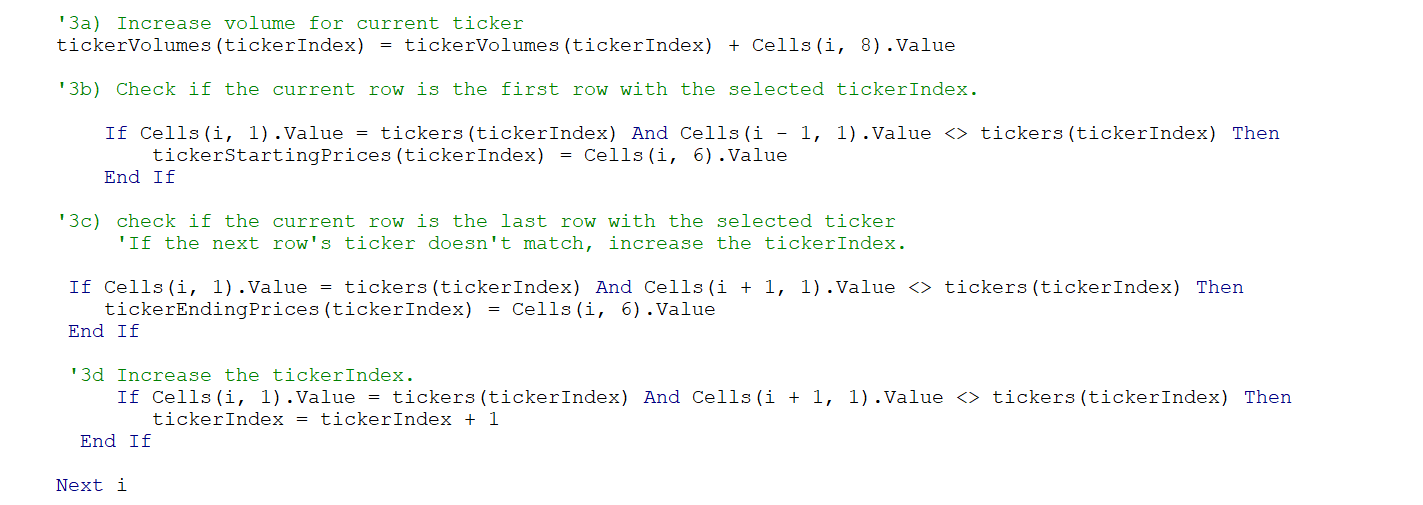 '3a) Increase volume for current ticker
tickerVolumes(tickerIndex) = tickerVolumes(tickerIndex) + Cells(i, 8).Value
'3b) Check if the current row is the first row with the selected tickerIndex.
If Cells(i, 1).Value = tickers(tickerIndex) And Cells(i - 1, 1).Value <> tickers(tickerIndex) Then
tickerStartingPrices(tickerIndex) = Cells(i, 6).Value
End If
'3c) check if the current row is the last row with the selected ticker
'If the next row's ticker doesn't match, increase the tickerIndex.
If Cells(i, 1).Value = tickers(tickerIndex) And Cells(i + 1, 1).Value <> tickers(tickerIndex) Then
tickerEndingPrices(tickerIndex) = Cells(i, 6).Value
End If
'3d Increase the tickerIndex.
If Cells(i, 1).Value = tickers(tickerIndex) And Cells(i + 1, 1).Value <> tickers(tickerIndex) Then
tickerIndex = tickerIndex + 1
End If
Next i